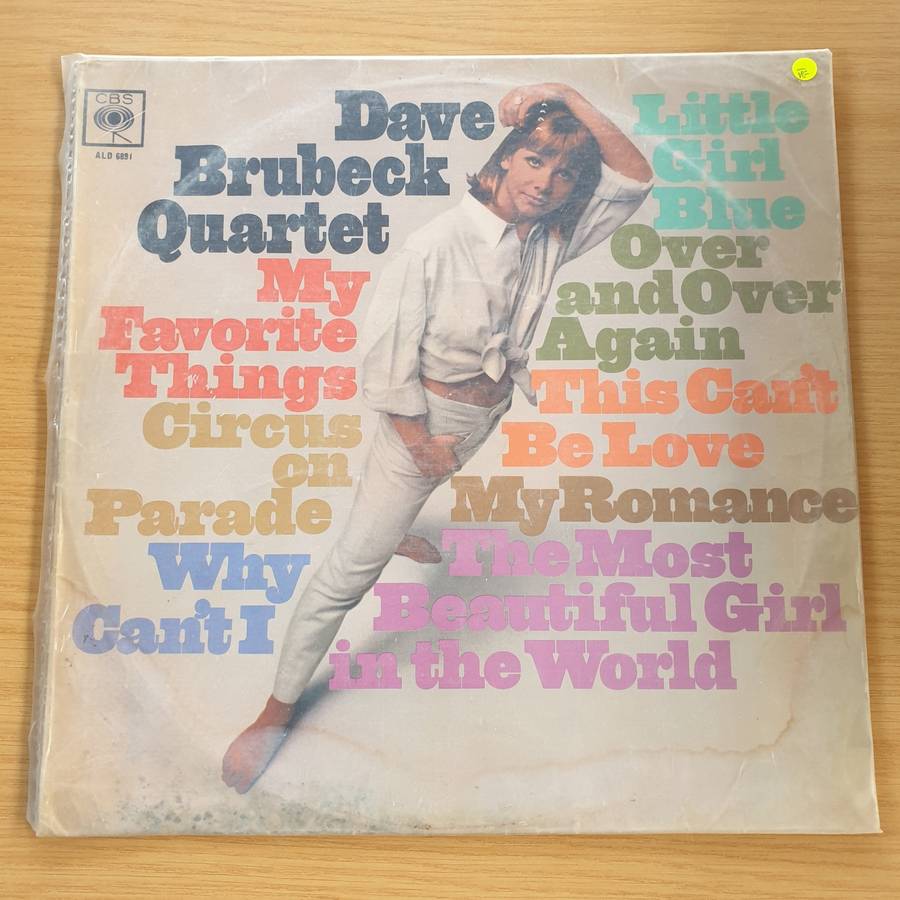 CBS
ALD 6891
Dave
Brubeck
Quartet
My
Favorite
Things
Circus
on
Parade
Why
Can't I
Little
Girl
Blue
Over
and Over
Again
This Can't
Be Love
My Romance
The Most
Beautiful Girl
in the World